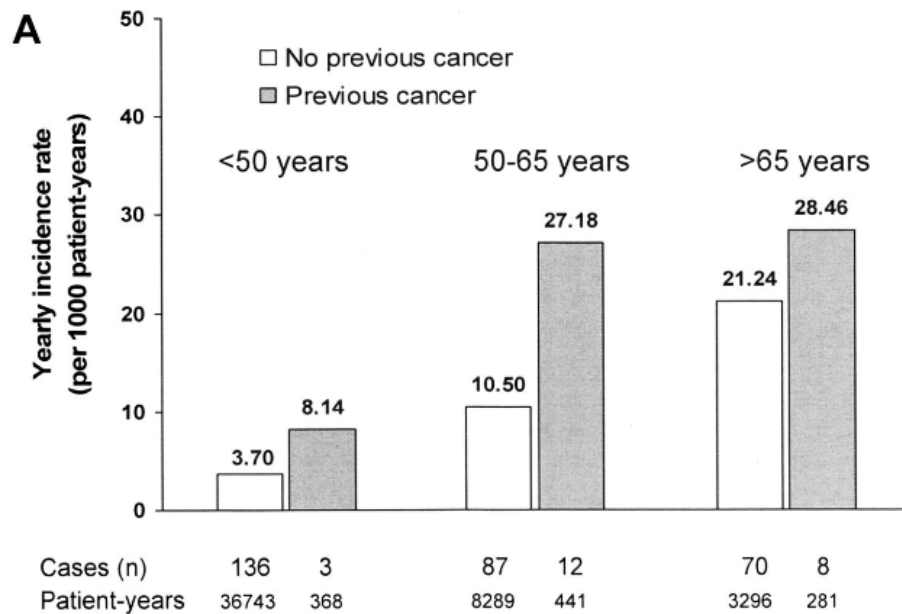 A
50
No previous cancer
Previous cancer
40
<50 years 50-65 years >65 years
30
27.18 28.46
21.24
20
10.50
10
8.14
3.70
0
Yearly incidence rate
(per 1000 patient-years)
Cases (n) 136 3 87 12 70 8
Patient-years 36743 368 8289 441 3296 281